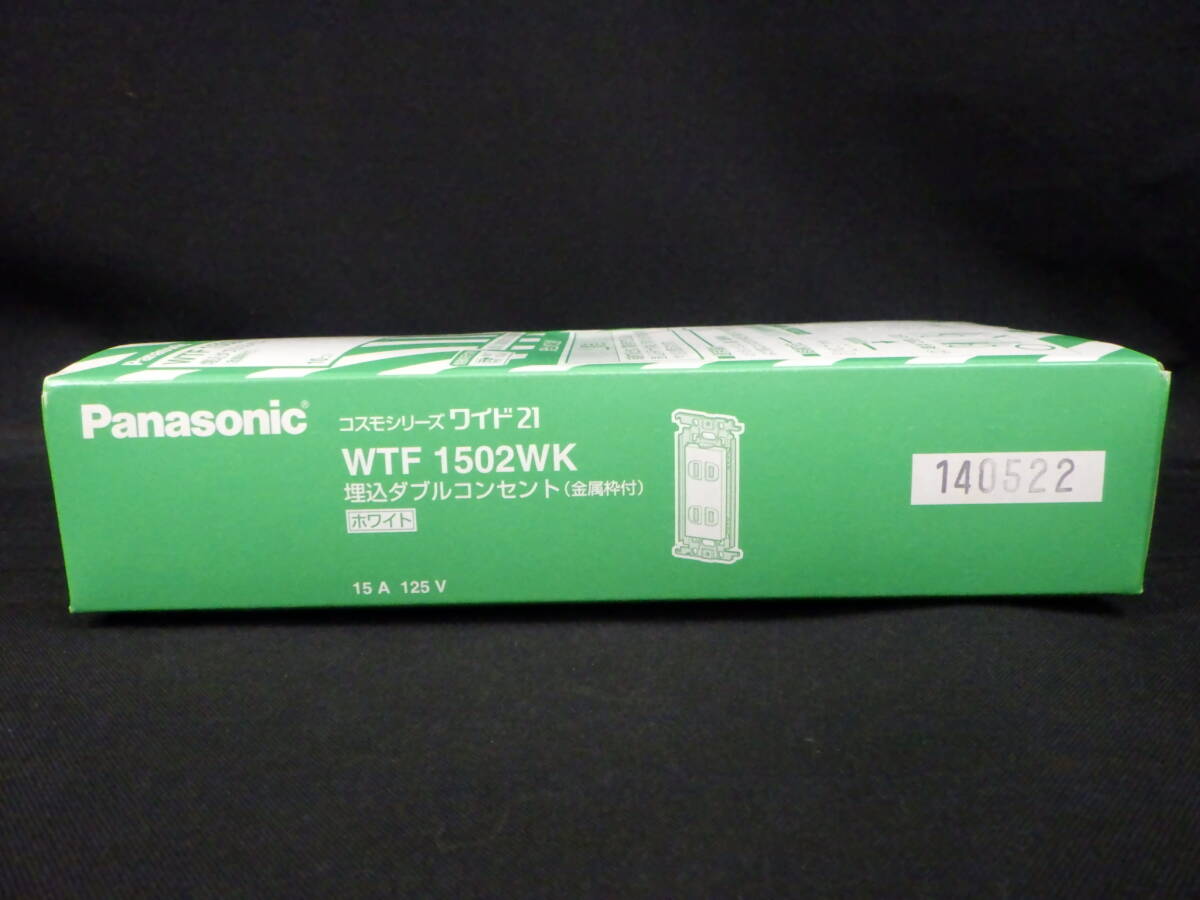 Panasonic®
コスモシリーズ ワイド21
WTF 1502WK
埋込ダブルコンセント(金属枠付)
ホワイト
15 A 125 V
140522